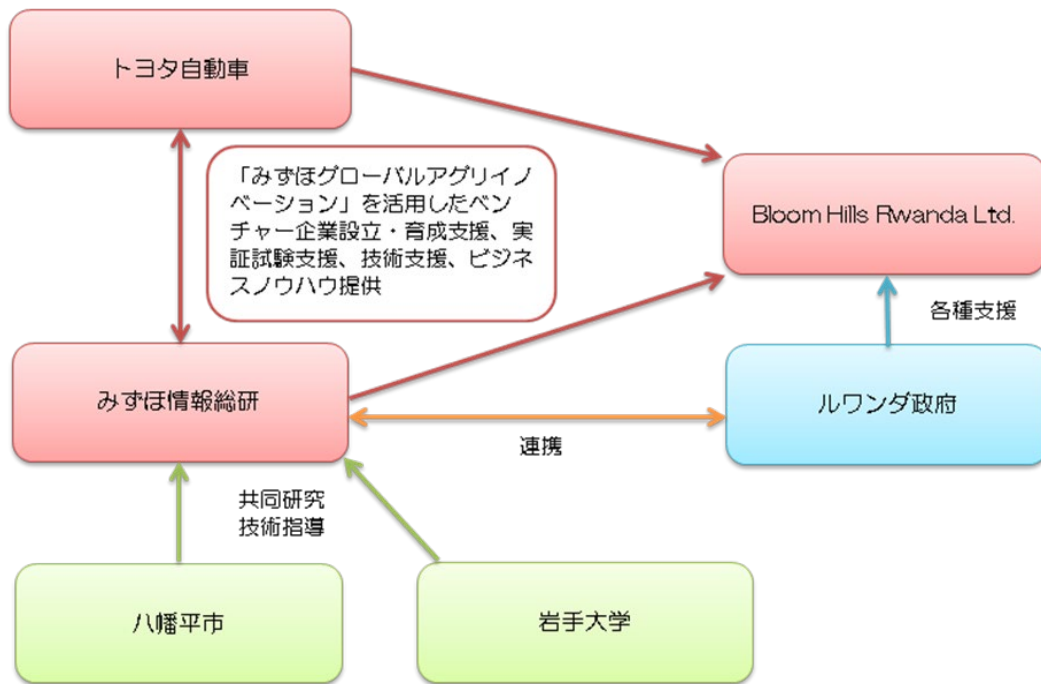 トヨタ自動車
「みずほグローバルアグリイノ
ベーション」を活用したベン
チャー企業設立・育成支援、実
証試験支援、技術支援、ビジネ
スノウハウ提供
Bloom Hills Rwanda Ltd.
各種支援
みずほ情報総研
ルワンダ政府
連携
共同研究
技術指導
八幡平市
岩手大学